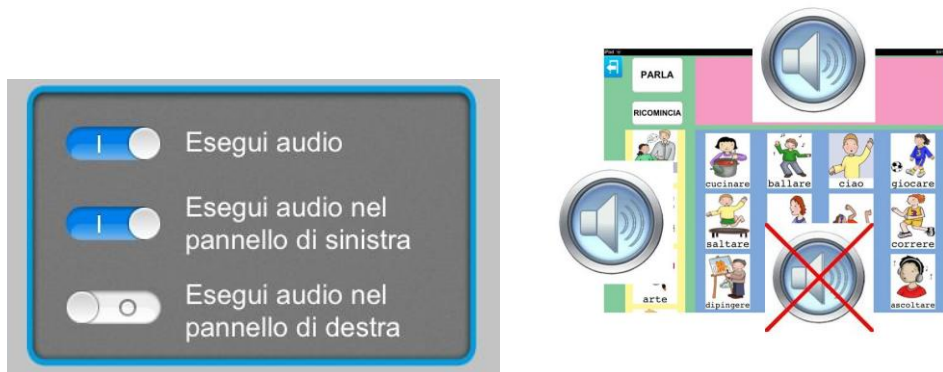 Esegui audio
Esegui audio nel
pannello di sinistra
Esegui audio nel
pannello di destra
PARLA
RICOMINCIA
cucinare
ballare
ciao
giocare
saltare
correre
arte
dipingere
ascoltare